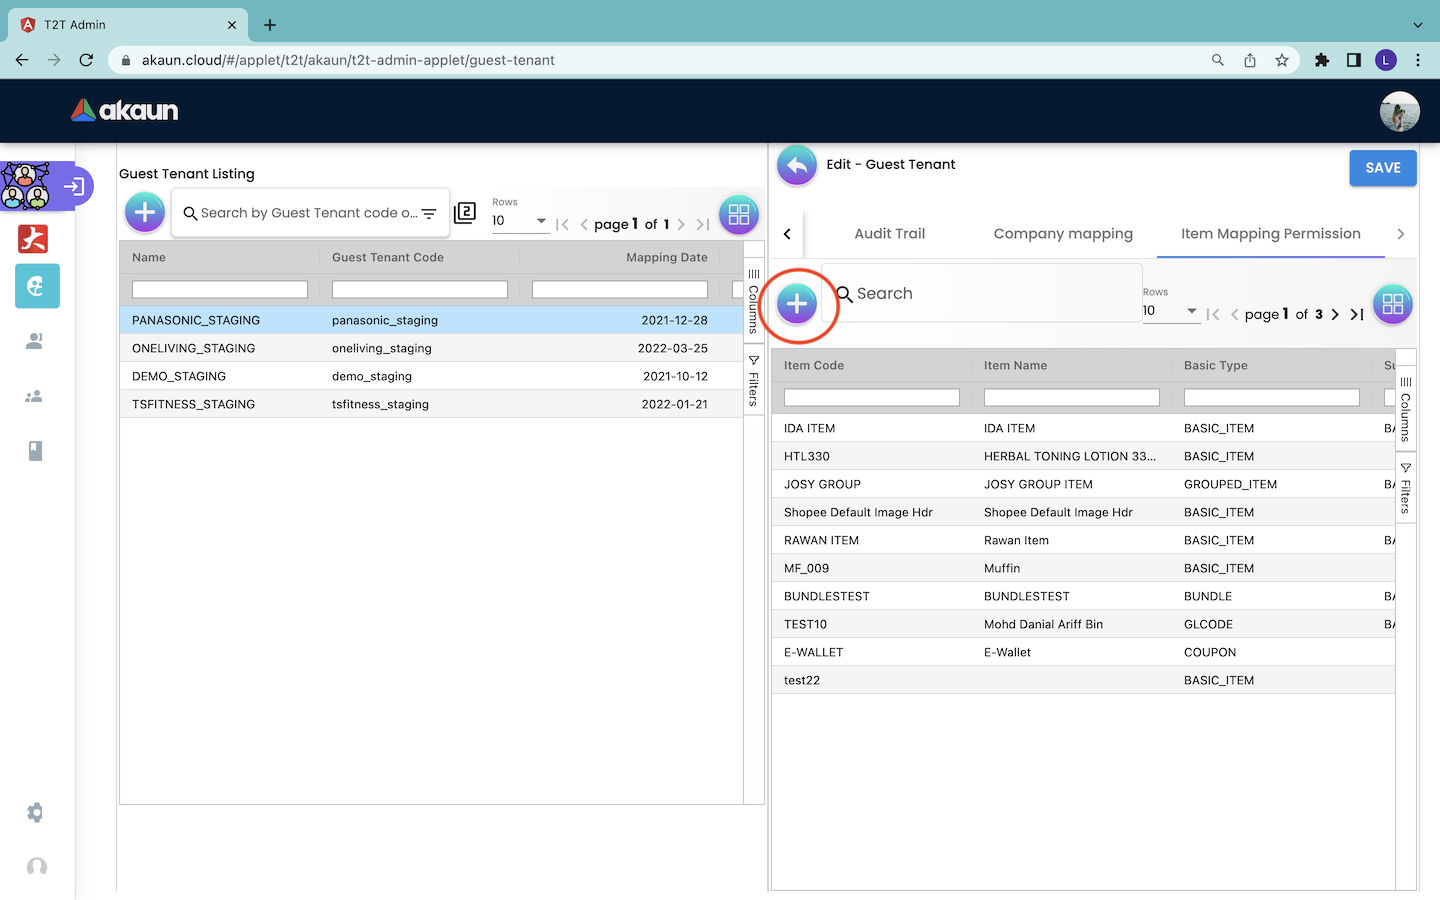 T2T Admin
akaun.cloud/#/applet/t2t/akaun/t2t-admin-applet/guest-tenant
L
akaun
Guest Tenant Listing
Search by Guest Tenant code o...
2
Rows
10
page 1 of 1
Name
Guest Tenant Code
Mapping Date
PANASONIC_STAGING panasonic_staging 2021-12-28
ONELIVING_STAGING oneliving_staging 2022-03-25
DEMO_STAGING demo_staging 2021-10-12
TSFITNESS_STAGING tsfitness_staging 2022-01-21
Columns
Filters
Edit - Guest Tenant
SAVE
Audit Trail
Company mapping
Item Mapping Permission
Search
Rows
10
page 1 of 3
Item Code
Item Name
Basic Type
Su
IDA ITEM IDA ITEM BASIC_ITEM BA
HTL330 HERBAL TONING LOTION 33... BASIC_ITEM
JOSY GROUP JOSY GROUP ITEM GROUPED_ITEM BA
Shopee Default Image Hdr Shopee Default Image Hdr BASIC_ITEM
RAWAN ITEM Rawan Item BASIC_ITEM BA
MF_009 Muffin BASIC_ITEM
BUNDLESTEST BUNDLESTEST BUNDLE BA
TEST10 Mohd Danial Ariff Bin GLCODE BA
E-WALLET E-Wallet COUPON
test22 BASIC_ITEM
Columns
Filters